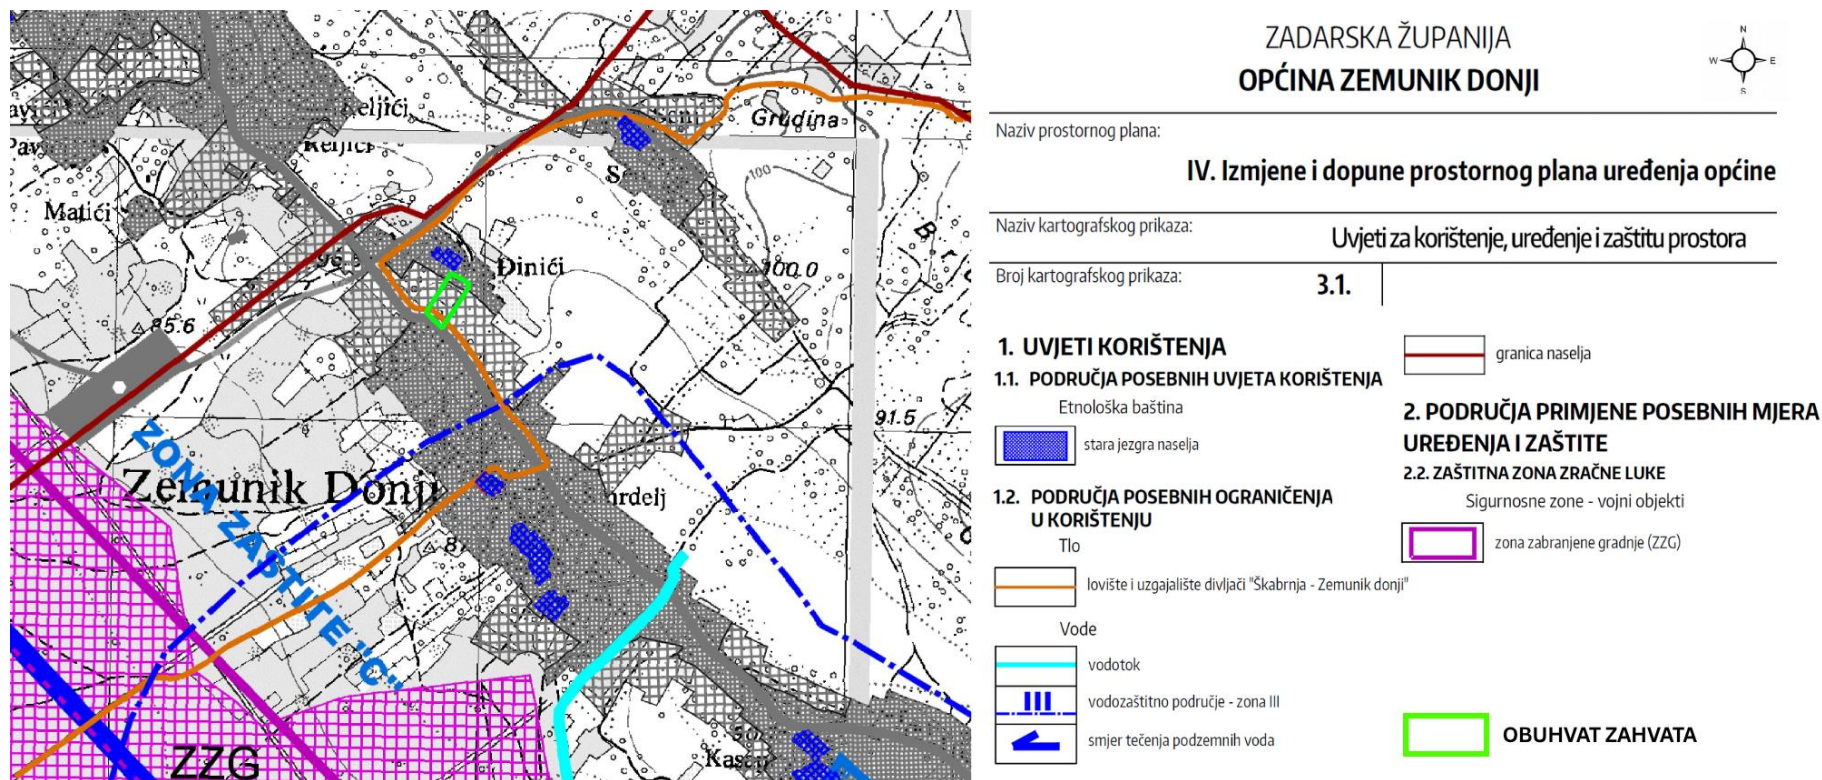 Keljići
Grudina
Pav
Keljići
S
Matići
Đinići
100
100.0
85.6
91.5
ZONA ZAŠTITE "C"
Zemunik Donji
rdelj
ZZG
ZADARSKA ŽUPANIJA
OPĆINA ZEMUNIK DONJI
N
W
E
S
Naziv prostornog plana:
IV. Izmjene i dopune prostornog plana uređenja općine
Naziv kartografskog prikaza:
Uvjeti za korištenje, uređenje i zaštitu prostora
Broj kartografskog prikaza:
3.1.
1. UVJETI KORIŠTENJA
1.1. PODRUČJA POSEBNIH UVJETA KORIŠTENJA
Etnološka baština
stara jezgra naselja
1.2. PODRUČJA POSEBNIH OGRANIČENJA
U KORIŠTENJU
Tlo
lovište i uzgajalište divljači "Škabrnja - Zemunik donji"
Vode
vodotok
III
vodozaštitno područje - zona III
smjer tečenja podzemnih voda
granica naselja
2. PODRUČJA PRIMJENE POSEBNIH MJERA
UREĐENJA I ZAŠTITE
2.2. ZAŠTITNA ZONA ZRAČNE LUKE
Sigurnosne zone - vojni objekti
zona zabranjene gradnje (ZZG)
OBUHVAT ZAHVATA